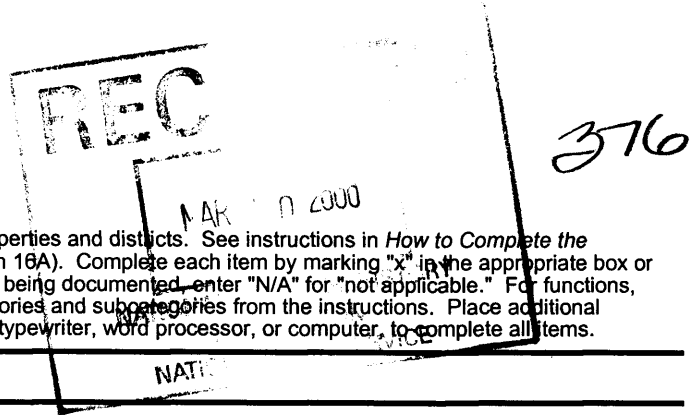 REC
376
MAR 2000
perties and districts. See instructions in How to Complete the
16A). Complete each item by marking "x" in the appropriate box or
being documented, enter "N/A" for "not applicable." For functions,
ories and subcategories from the instructions. Place additional
typewriter, word processor, or computer, to complete all items.
NATI